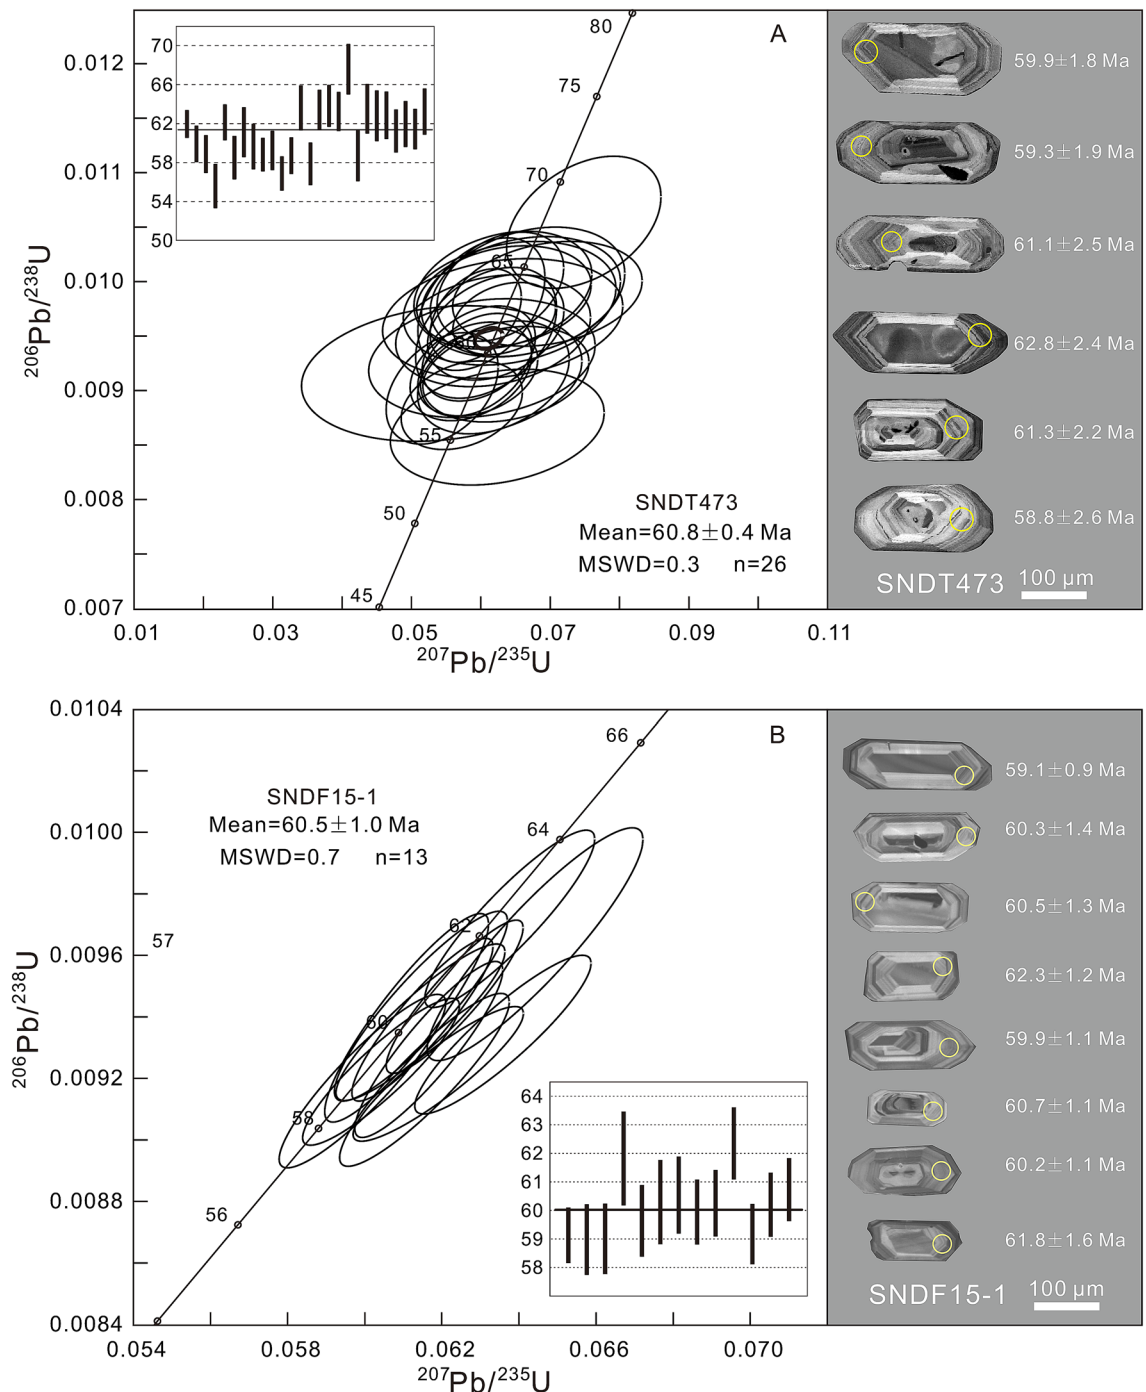 A
0.012
0.011
0.010
0.009
0.008
0.007
206Pb/238U
70
66
62
58
54
50
80
75
70
65
60
55
50
45
SNDT473
Mean=60.8±0.4 Ma
MSWD=0.3 n=26
0.01 0.03 0.05 0.07 0.09 0.11
207Pb/235U
59.9±1.8 Ma
59.3±1.9 Ma
61.1±2.5 Ma
62.8±2.4 Ma
61.3±2.2 Ma
58.8±2.6 Ma
SNDT473 100 μm
B
0.0104
0.0100
0.0096
0.0092
0.0088
0.0084
206Pb/238U
SNDF15-1
Mean=60.5±1.0 Ma
MSWD=0.7 n=13
57
66
64
62
60
58
56
64
63
62
61
60
59
58
0.054 0.058 0.062 0.066 0.070
207Pb/235U
59.1±0.9 Ma
60.3±1.4 Ma
60.5±1.3 Ma
62.3±1.2 Ma
59.9±1.1 Ma
60.7±1.1 Ma
60.2±1.1 Ma
61.8±1.6 Ma
SNDF15-1 100 μm